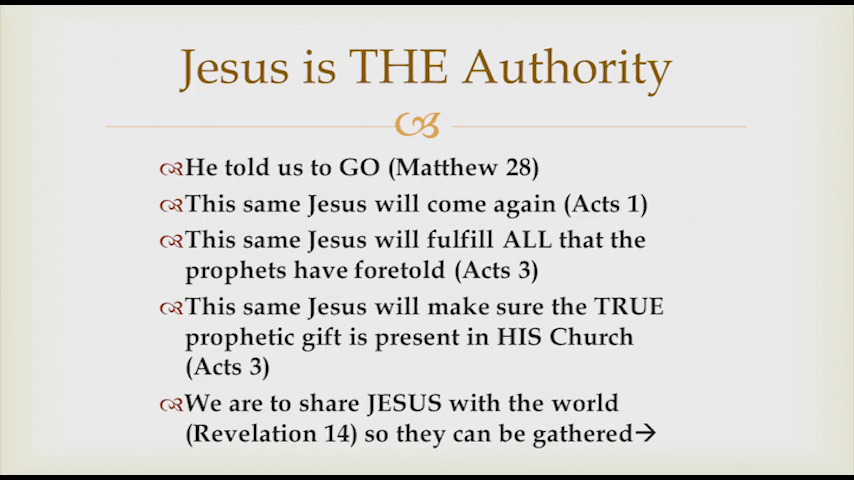 Jesus is THE Authority
He told us to GO (Matthew 28)
This same Jesus will come again (Acts 1)
This same Jesus will fulfill ALL that the
prophets have foretold (Acts 3)
This same Jesus will make sure the TRUE
prophetic gift is present in HIS Church
(Acts 3)
We are to share JESUS with the world
(Revelation 14) so they can be gathered→